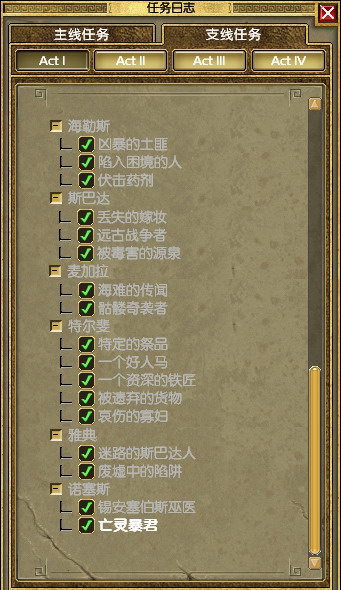 任务日志
主线任务 支线任务
Act I Act II Act III Act IV
海勒斯
凶暴的土匪
陷入困境的人
伏击药剂
斯巴达
丢失的嫁妆
远古战争者
被毒害的源泉
麦加拉
海难的传闻
骷髅奇袭者
特尔斐
特定的祭品
一个好人马
一个资深的铁匠
被遗弃的货物
哀伤的寡妇
雅典
迷路的斯巴达人
废墟中的陷阱
诺塞斯
锡安塞伯斯巫医
亡灵暴君